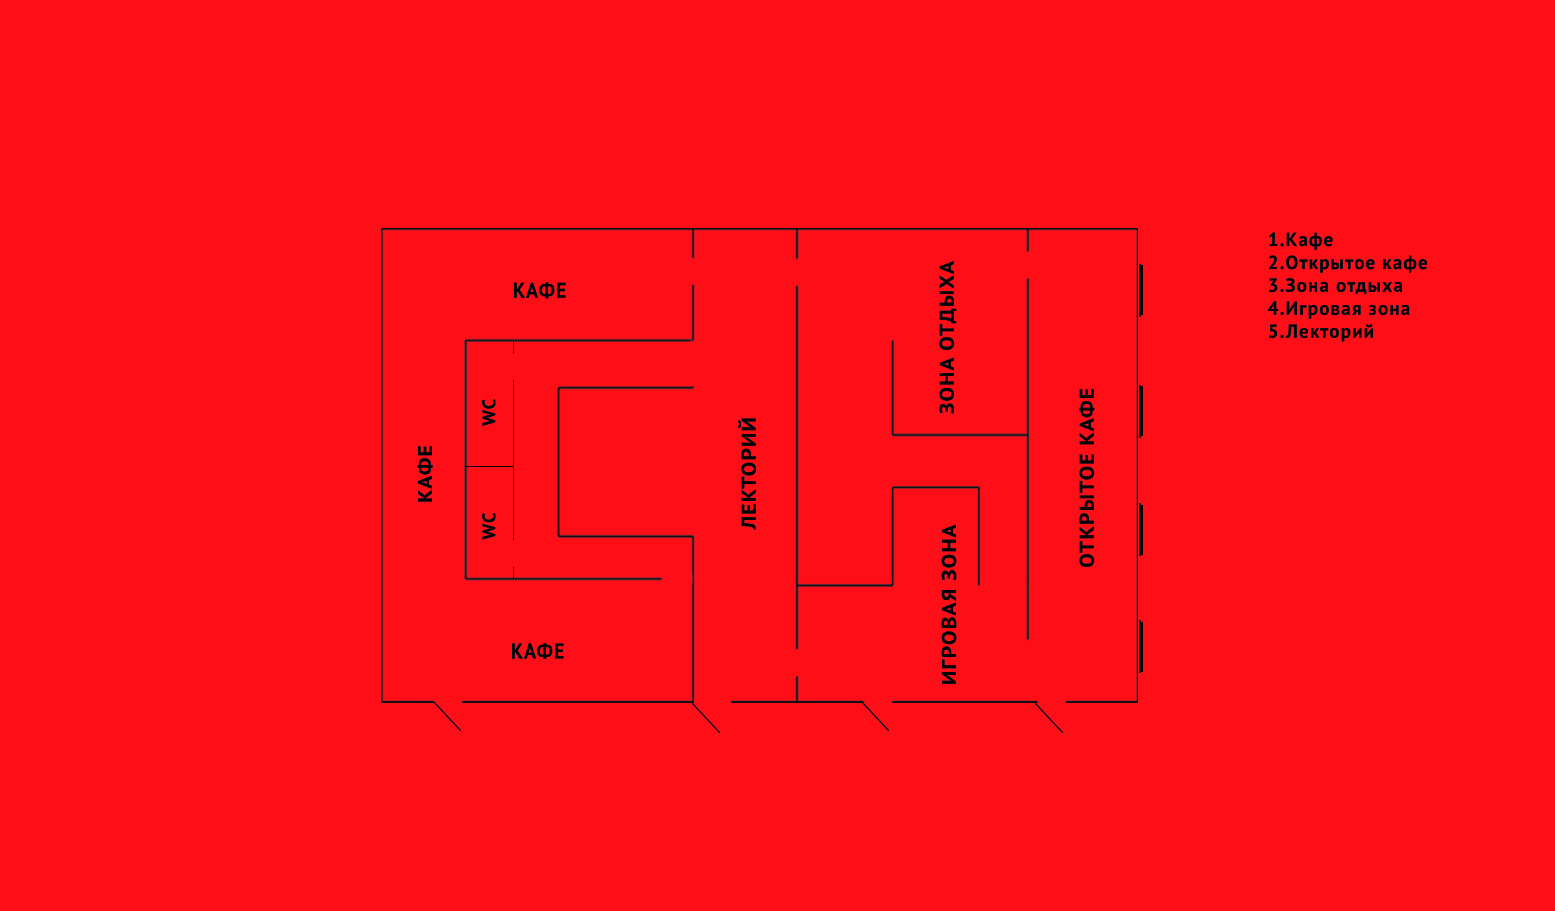 КАФЕ
КАФЕ
WC
WC
КАФЕ
ЛЕКТОРИЙ
ЗОНА ОТДЫХА
ИГРОВАЯ ЗОНА
ОТКРЫТОЕ КАФЕ
1.Кафе
2.Открытое кафе
3.Зона отдыха
4.Игровая зона
5.Лекторий